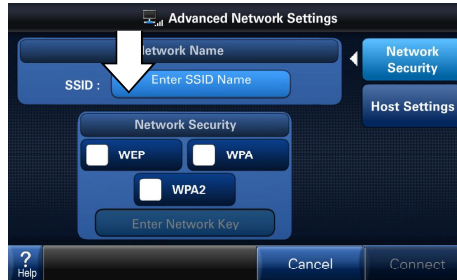 Advanced Network Settings
Network Name
SSID :
Enter SSID Name
Network
Security
Host Settings
Network Security
WEP
WPA
WPA2
Enter Network Key
?
Help
Cancel
Connect